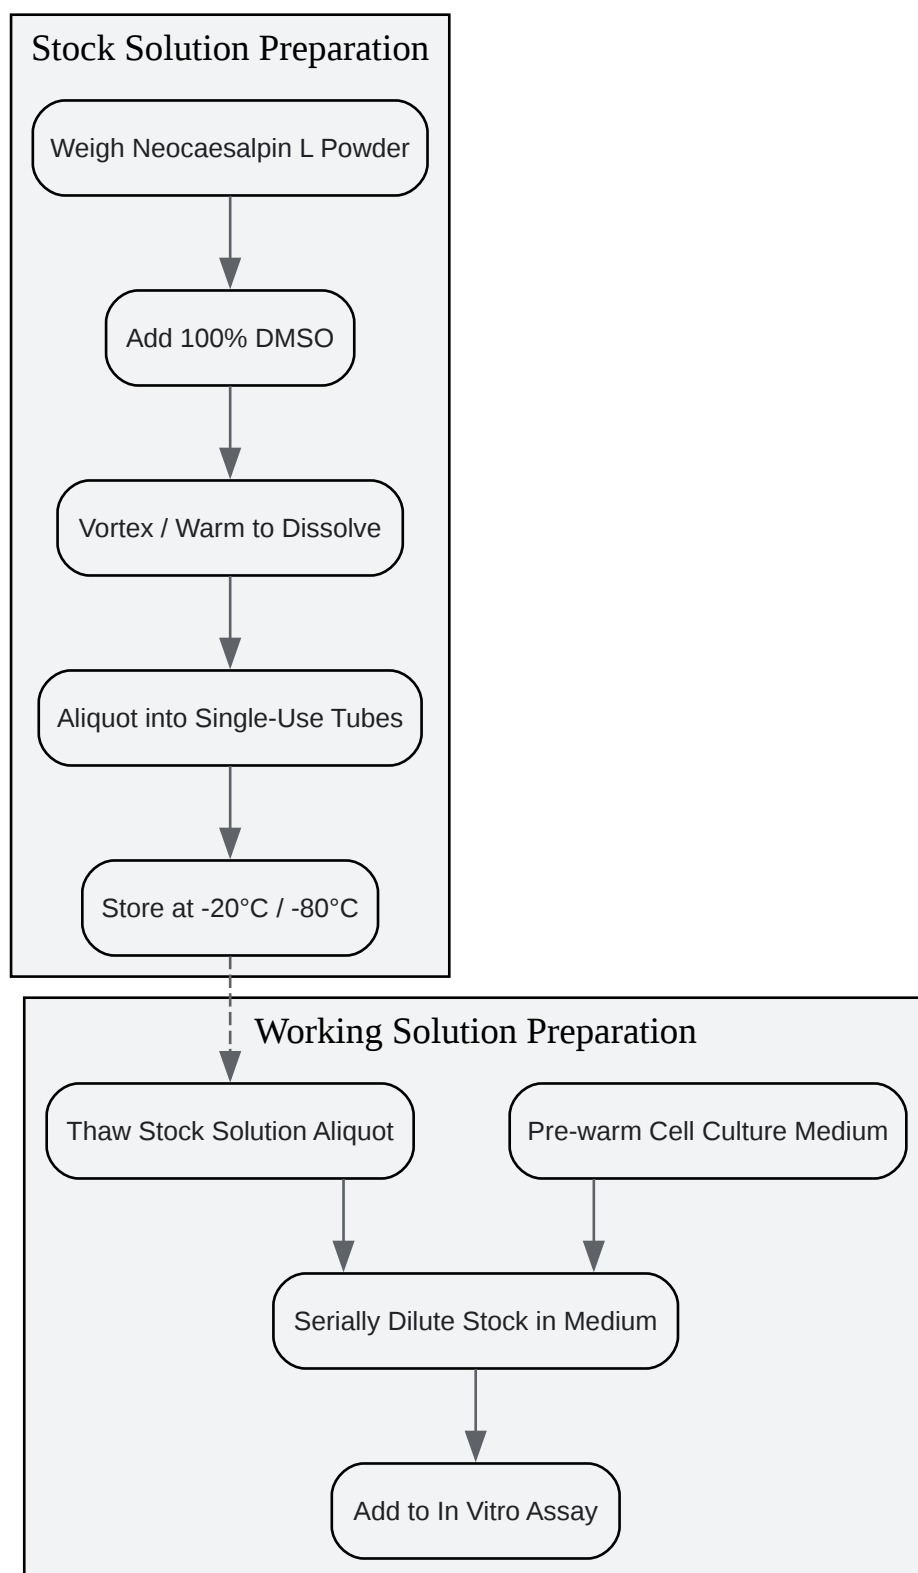 Stock Solution Preparation
Weigh Neocaesalpin L Powder
Add 100% DMSO
Vortex / Warm to Dissolve
Aliquot into Single-Use Tubes
Store at -20°C / -80°C
Working Solution Preparation
Thaw Stock Solution Aliquot
Pre-warm Cell Culture Medium
Serially Dilute Stock in Medium
Add to In Vitro Assay